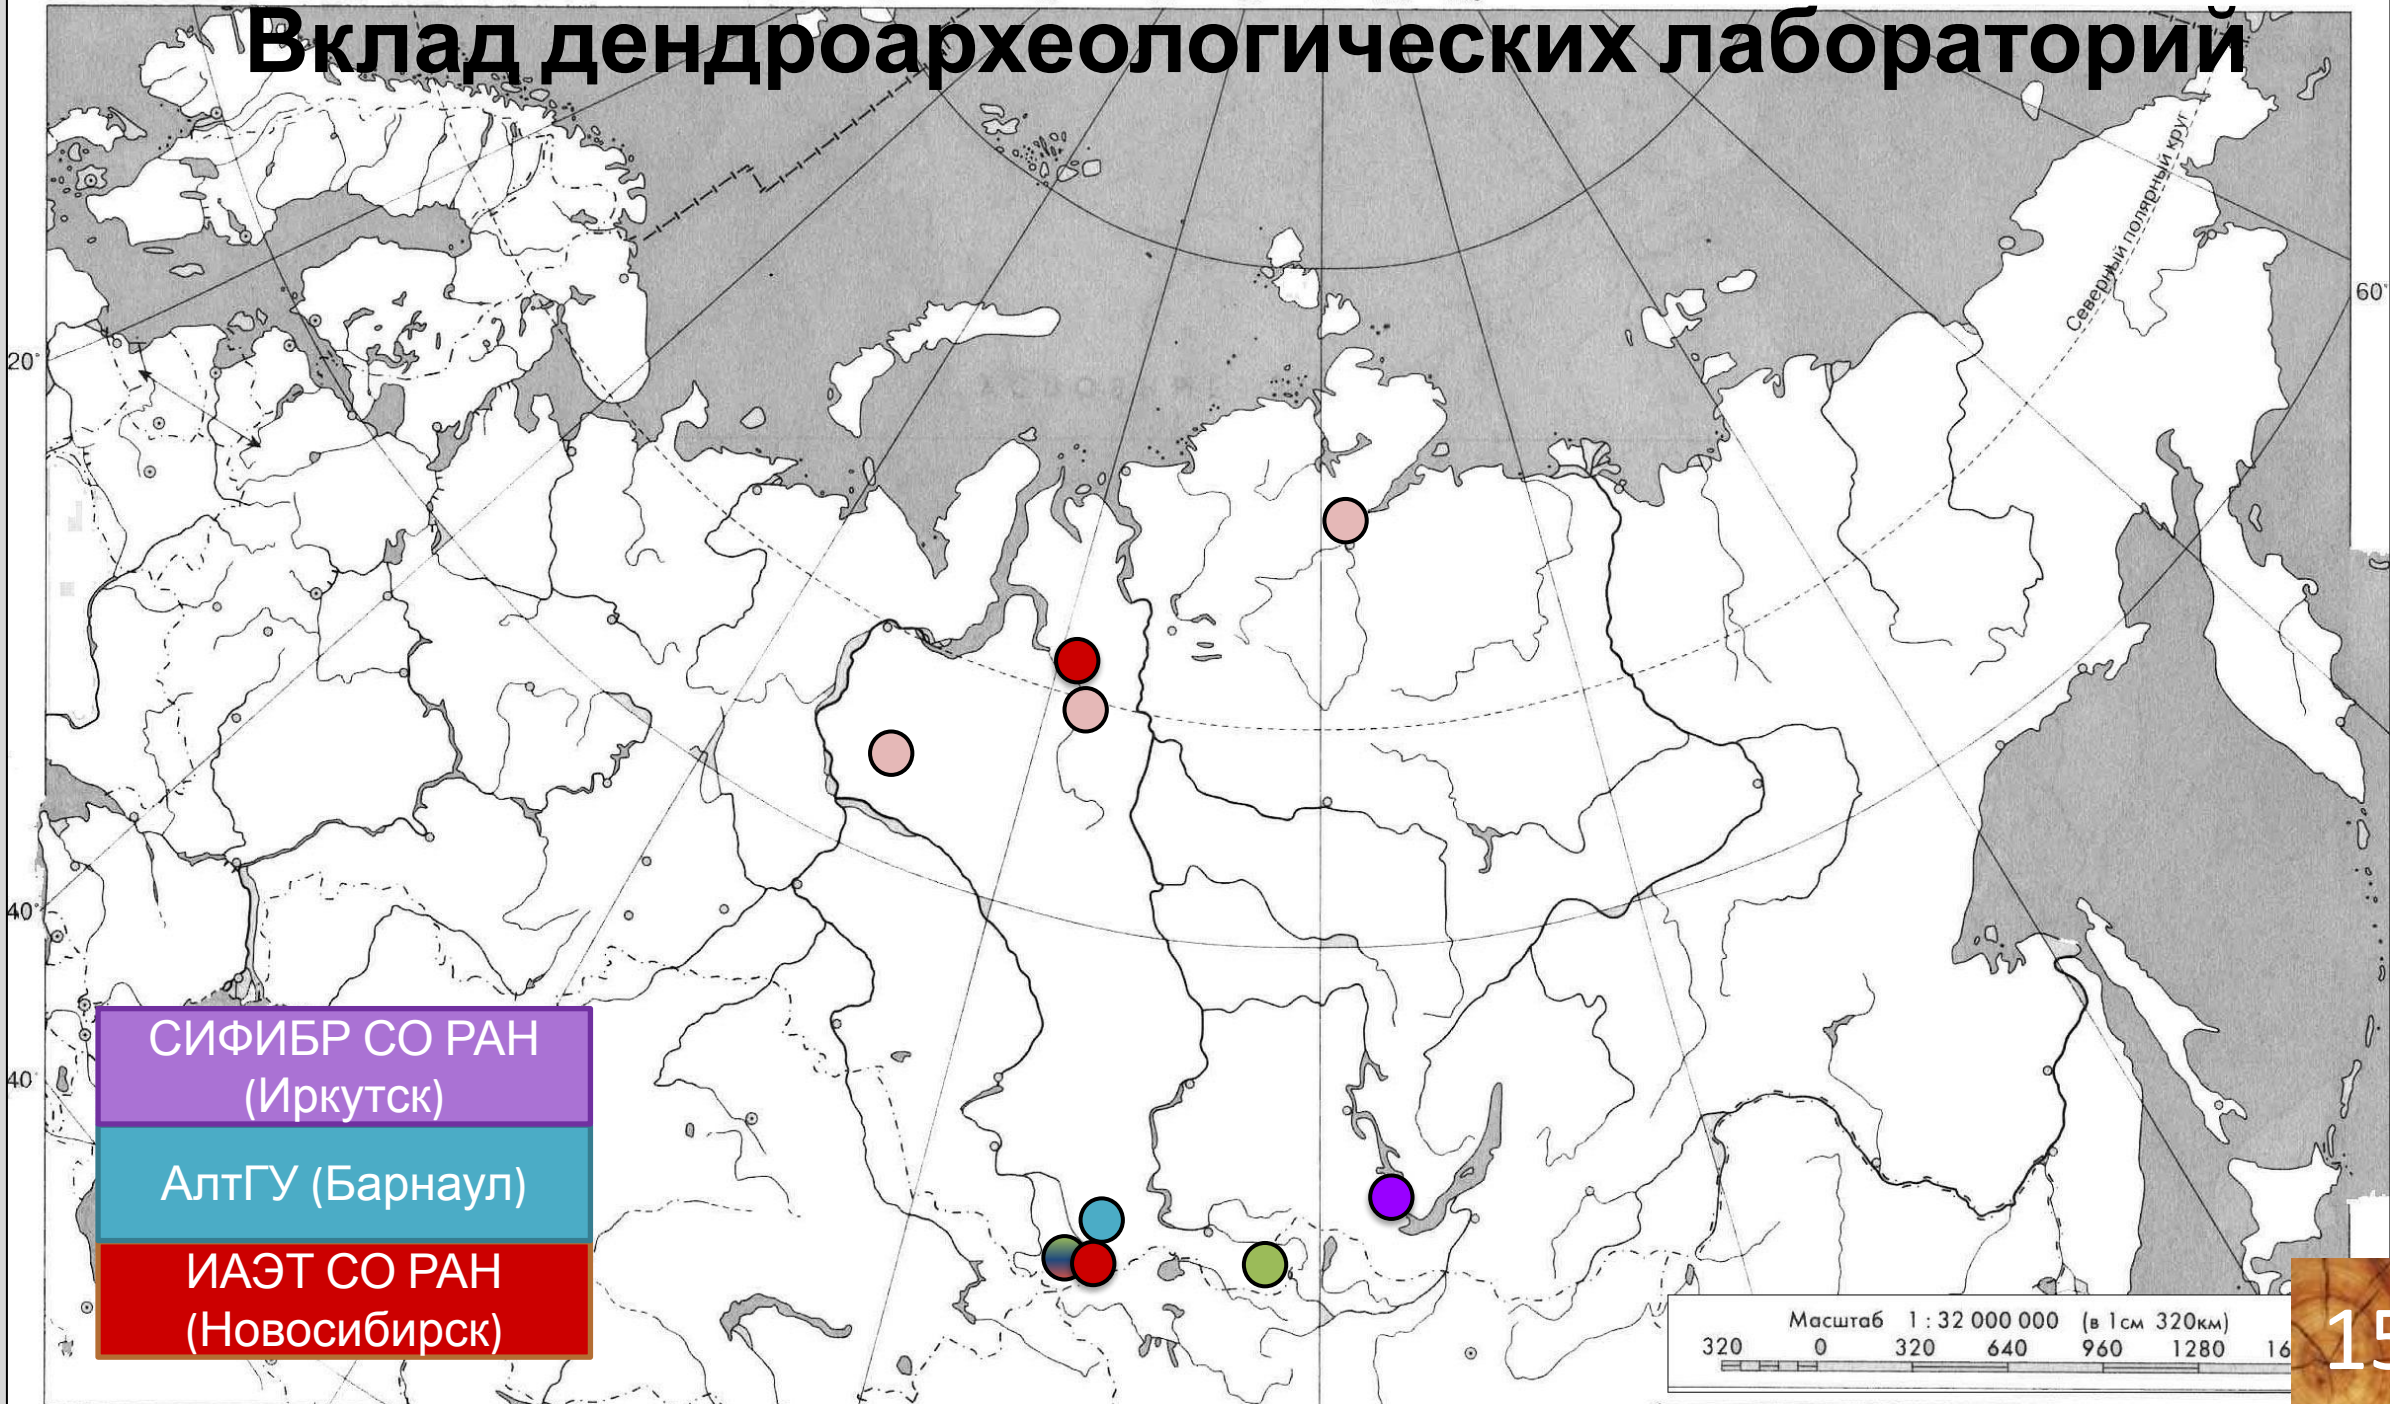 Вклад дендроархеологических лабораторий
Северный полярный круг
60°
20°
40°
40°
СИФИБР СО РАН
(Иркутск)
АлтГУ (Барнаул)
ИАЭТ СО РАН
(Новосибирск)
Масштаб 1 : 32 000 000 (в 1см 320км)
320 0 320 640 960 1280 16
15